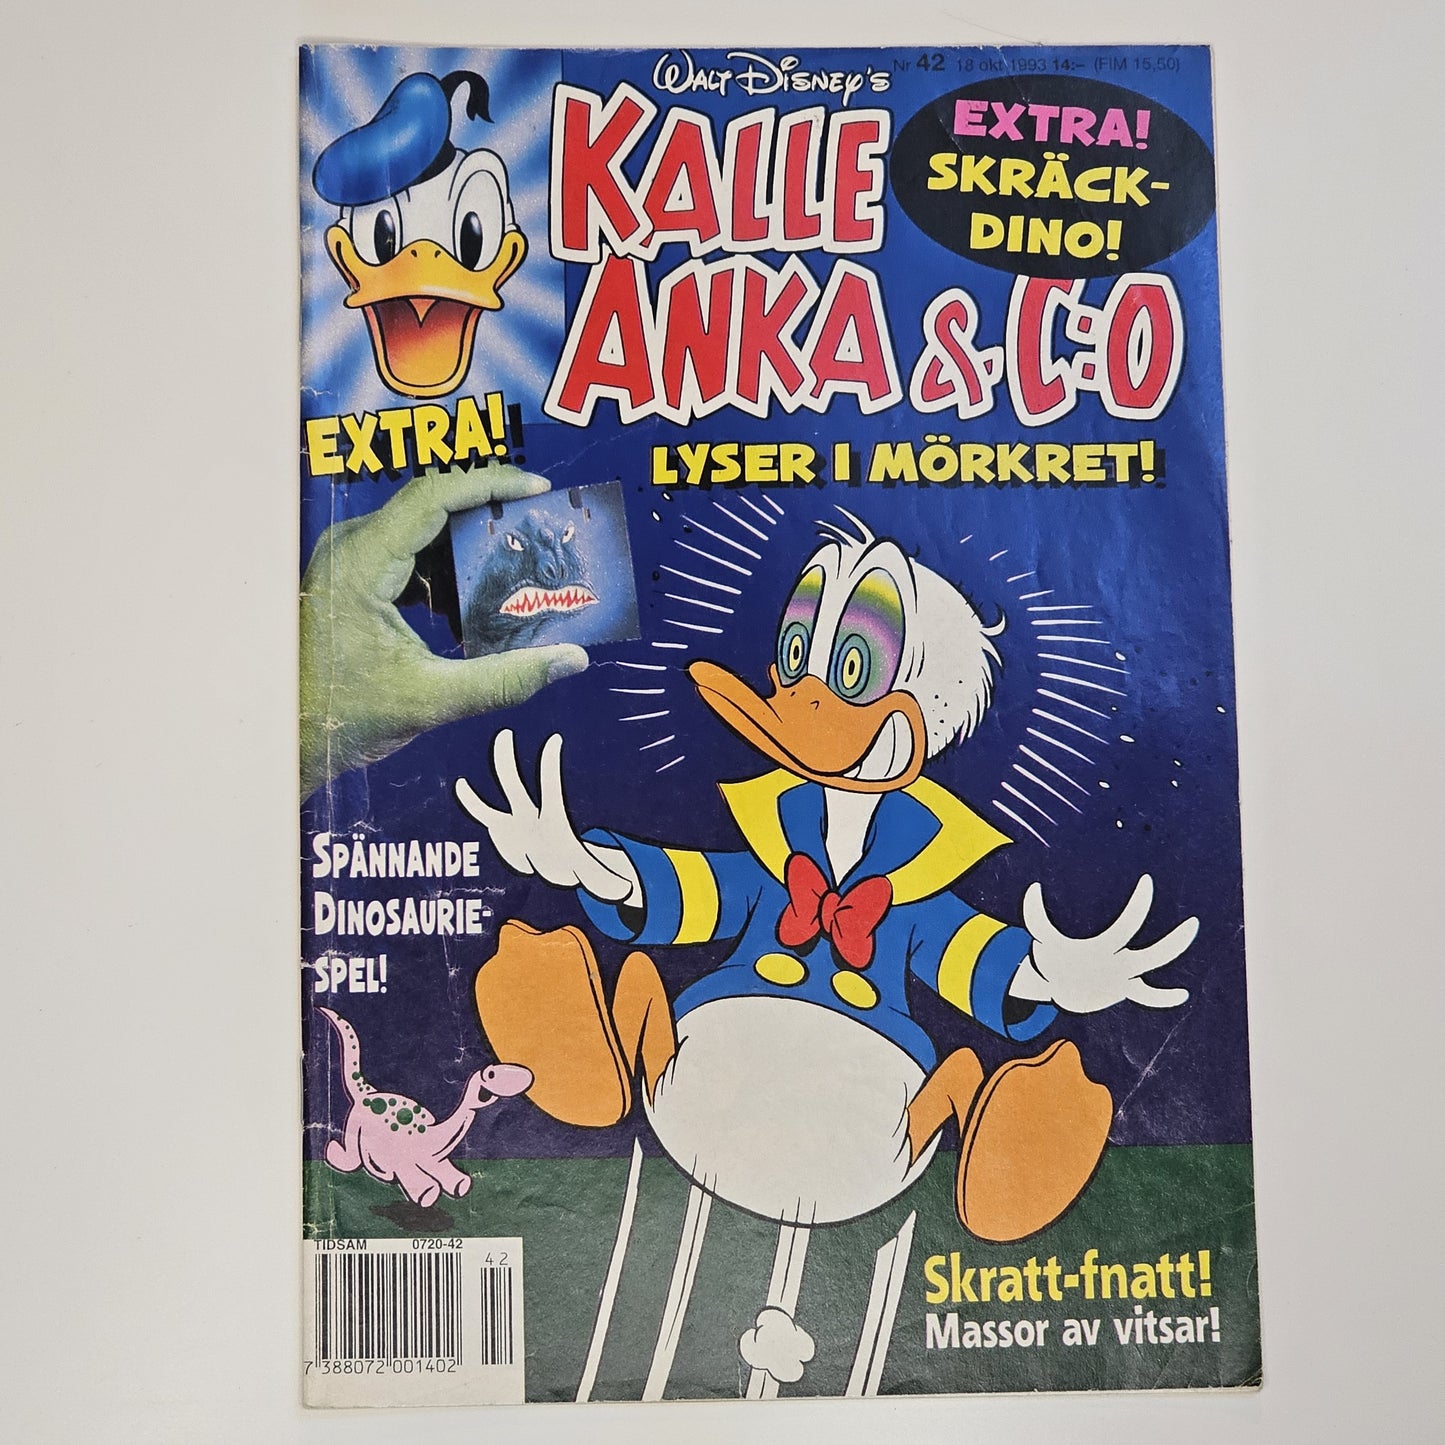 Walt Disney's
Nr 42 18 okt 1993 14:- (FIM 15,50)
KALLE
ANKA & C:O
EXTRA!
SKRÄCK-
DINO!
EXTRA!
LYSER I MÖRKRET!
SPÄNNANDE
DINOSAURIE-
SPEL!
TIDSAM 0720-42
42
7 388072 001402
Skratt-fnatt!
Massor av vitsar!